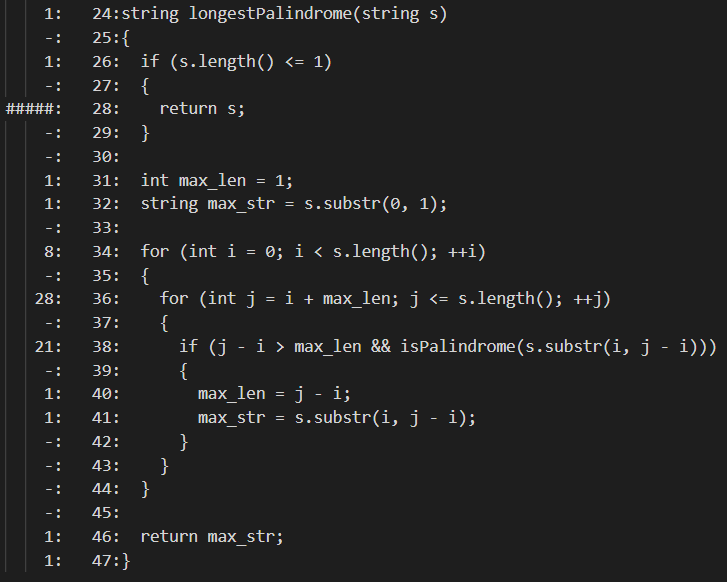 1: 24:string longestPalindrome(string s)
-: 25:{
1: 26: if (s.length() <= 1)
-: 27: {
#####: 28: return s;
-: 29: }
-: 30:
1: 31: int max_len = 1;
1: 32: string max_str = s.substr(0, 1);
-: 33:
8: 34: for (int i = 0; i < s.length(); ++i)
-: 35: {
28: 36: for (int j = i + max_len; j <= s.length(); ++j)
-: 37: {
21: 38: if (j - i > max_len && isPalindrome(s.substr(i, j - i)))
-: 39: {
1: 40: max_len = j - i;
1: 41: max_str = s.substr(i, j - i);
-: 42: }
-: 43: }
-: 44: }
-: 45:
1: 46: return max_str;
1: 47:}